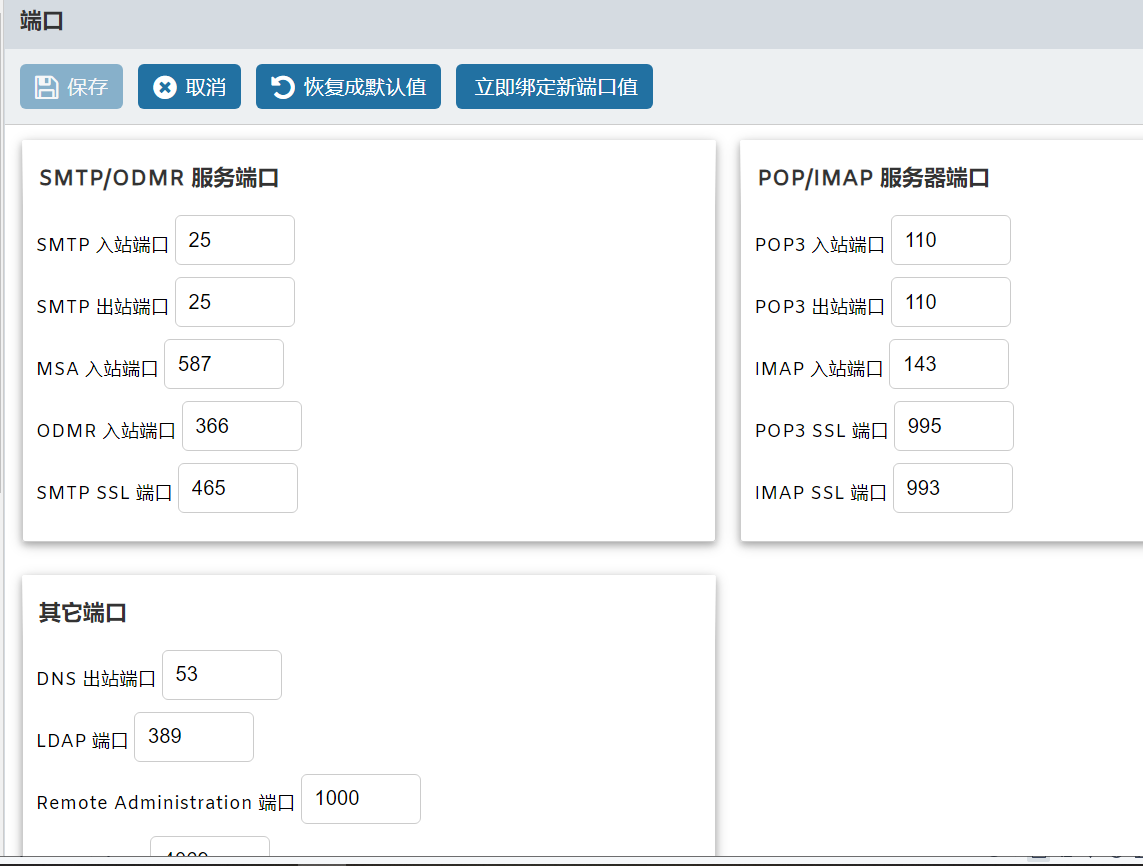 端口
保存 取消 恢复成默认值 立即绑定新端口值
SMTP/ODMR 服务端口
SMTP 入站端口 25
SMTP 出站端口 25
MSA 入站端口 587
ODMR 入站端口 366
SMTP SSL 端口 465
POP/IMAP 服务器端口
POP3 入站端口 110
POP3 出站端口 110
IMAP 入站端口 143
POP3 SSL 端口 995
IMAP SSL 端口 993
其它端口
DNS 出站端口 53
LDAP 端口 389
Remote Administration 端口 1000